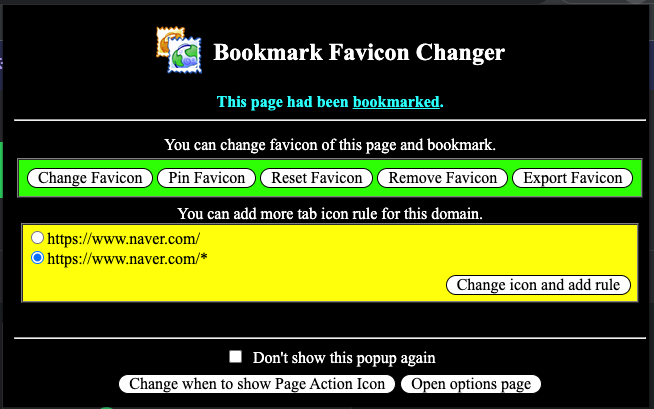 Bookmark Favicon Changer
This page had been bookmarked.
You can change favicon of this page and bookmark.
Change Favicon Pin Favicon Reset Favicon Remove Favicon Export Favicon
You can add more tab icon rule for this domain.
https://www.naver.com/
https://www.naver.com/*
Change icon and add rule
Don't show this popup again
Change when to show Page Action Icon Open options page